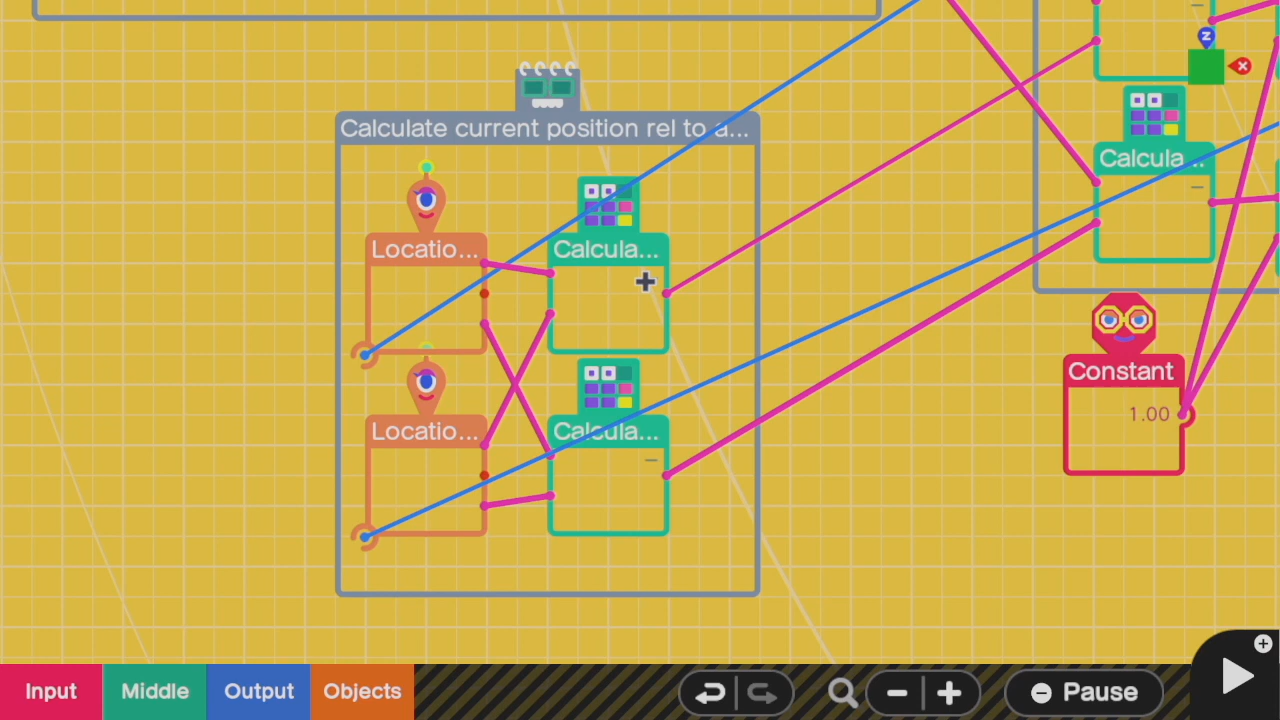 Calculate current position rel to a...
Z
Locatio...
Calcula...
Calcula...
Locatio...
Calcula...
Constant
1.00
Input
Middle
Output
Objects
Pause